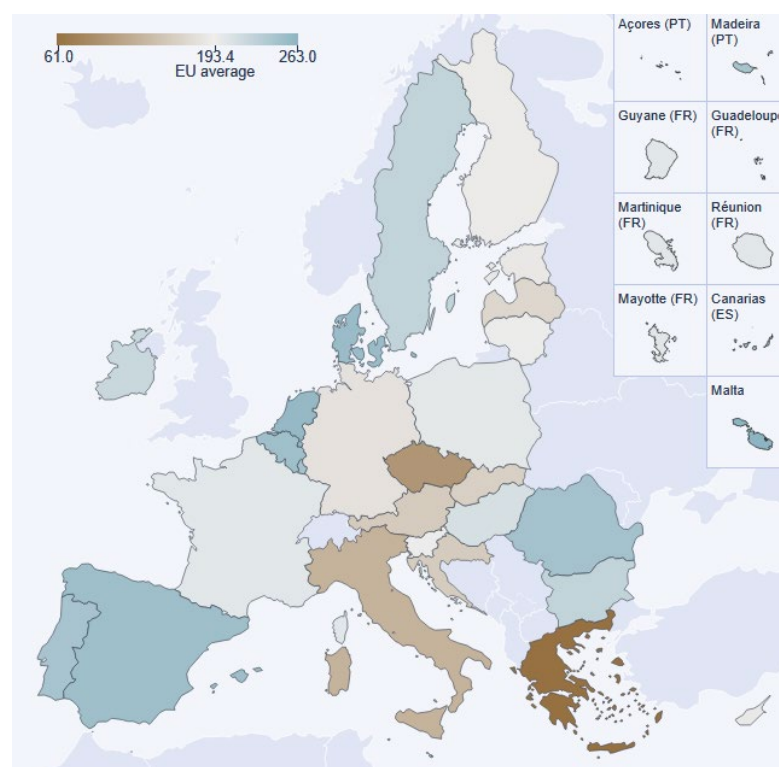 61.0
193.4
263.0
EU average
Açores (PT)
Madeira
(PT)
Guyane (FR)
Guadeloupe
(FR)
Martinique
(FR)
Réunion
(FR)
Mayotte (FR)
Canarias
(ES)
Malta